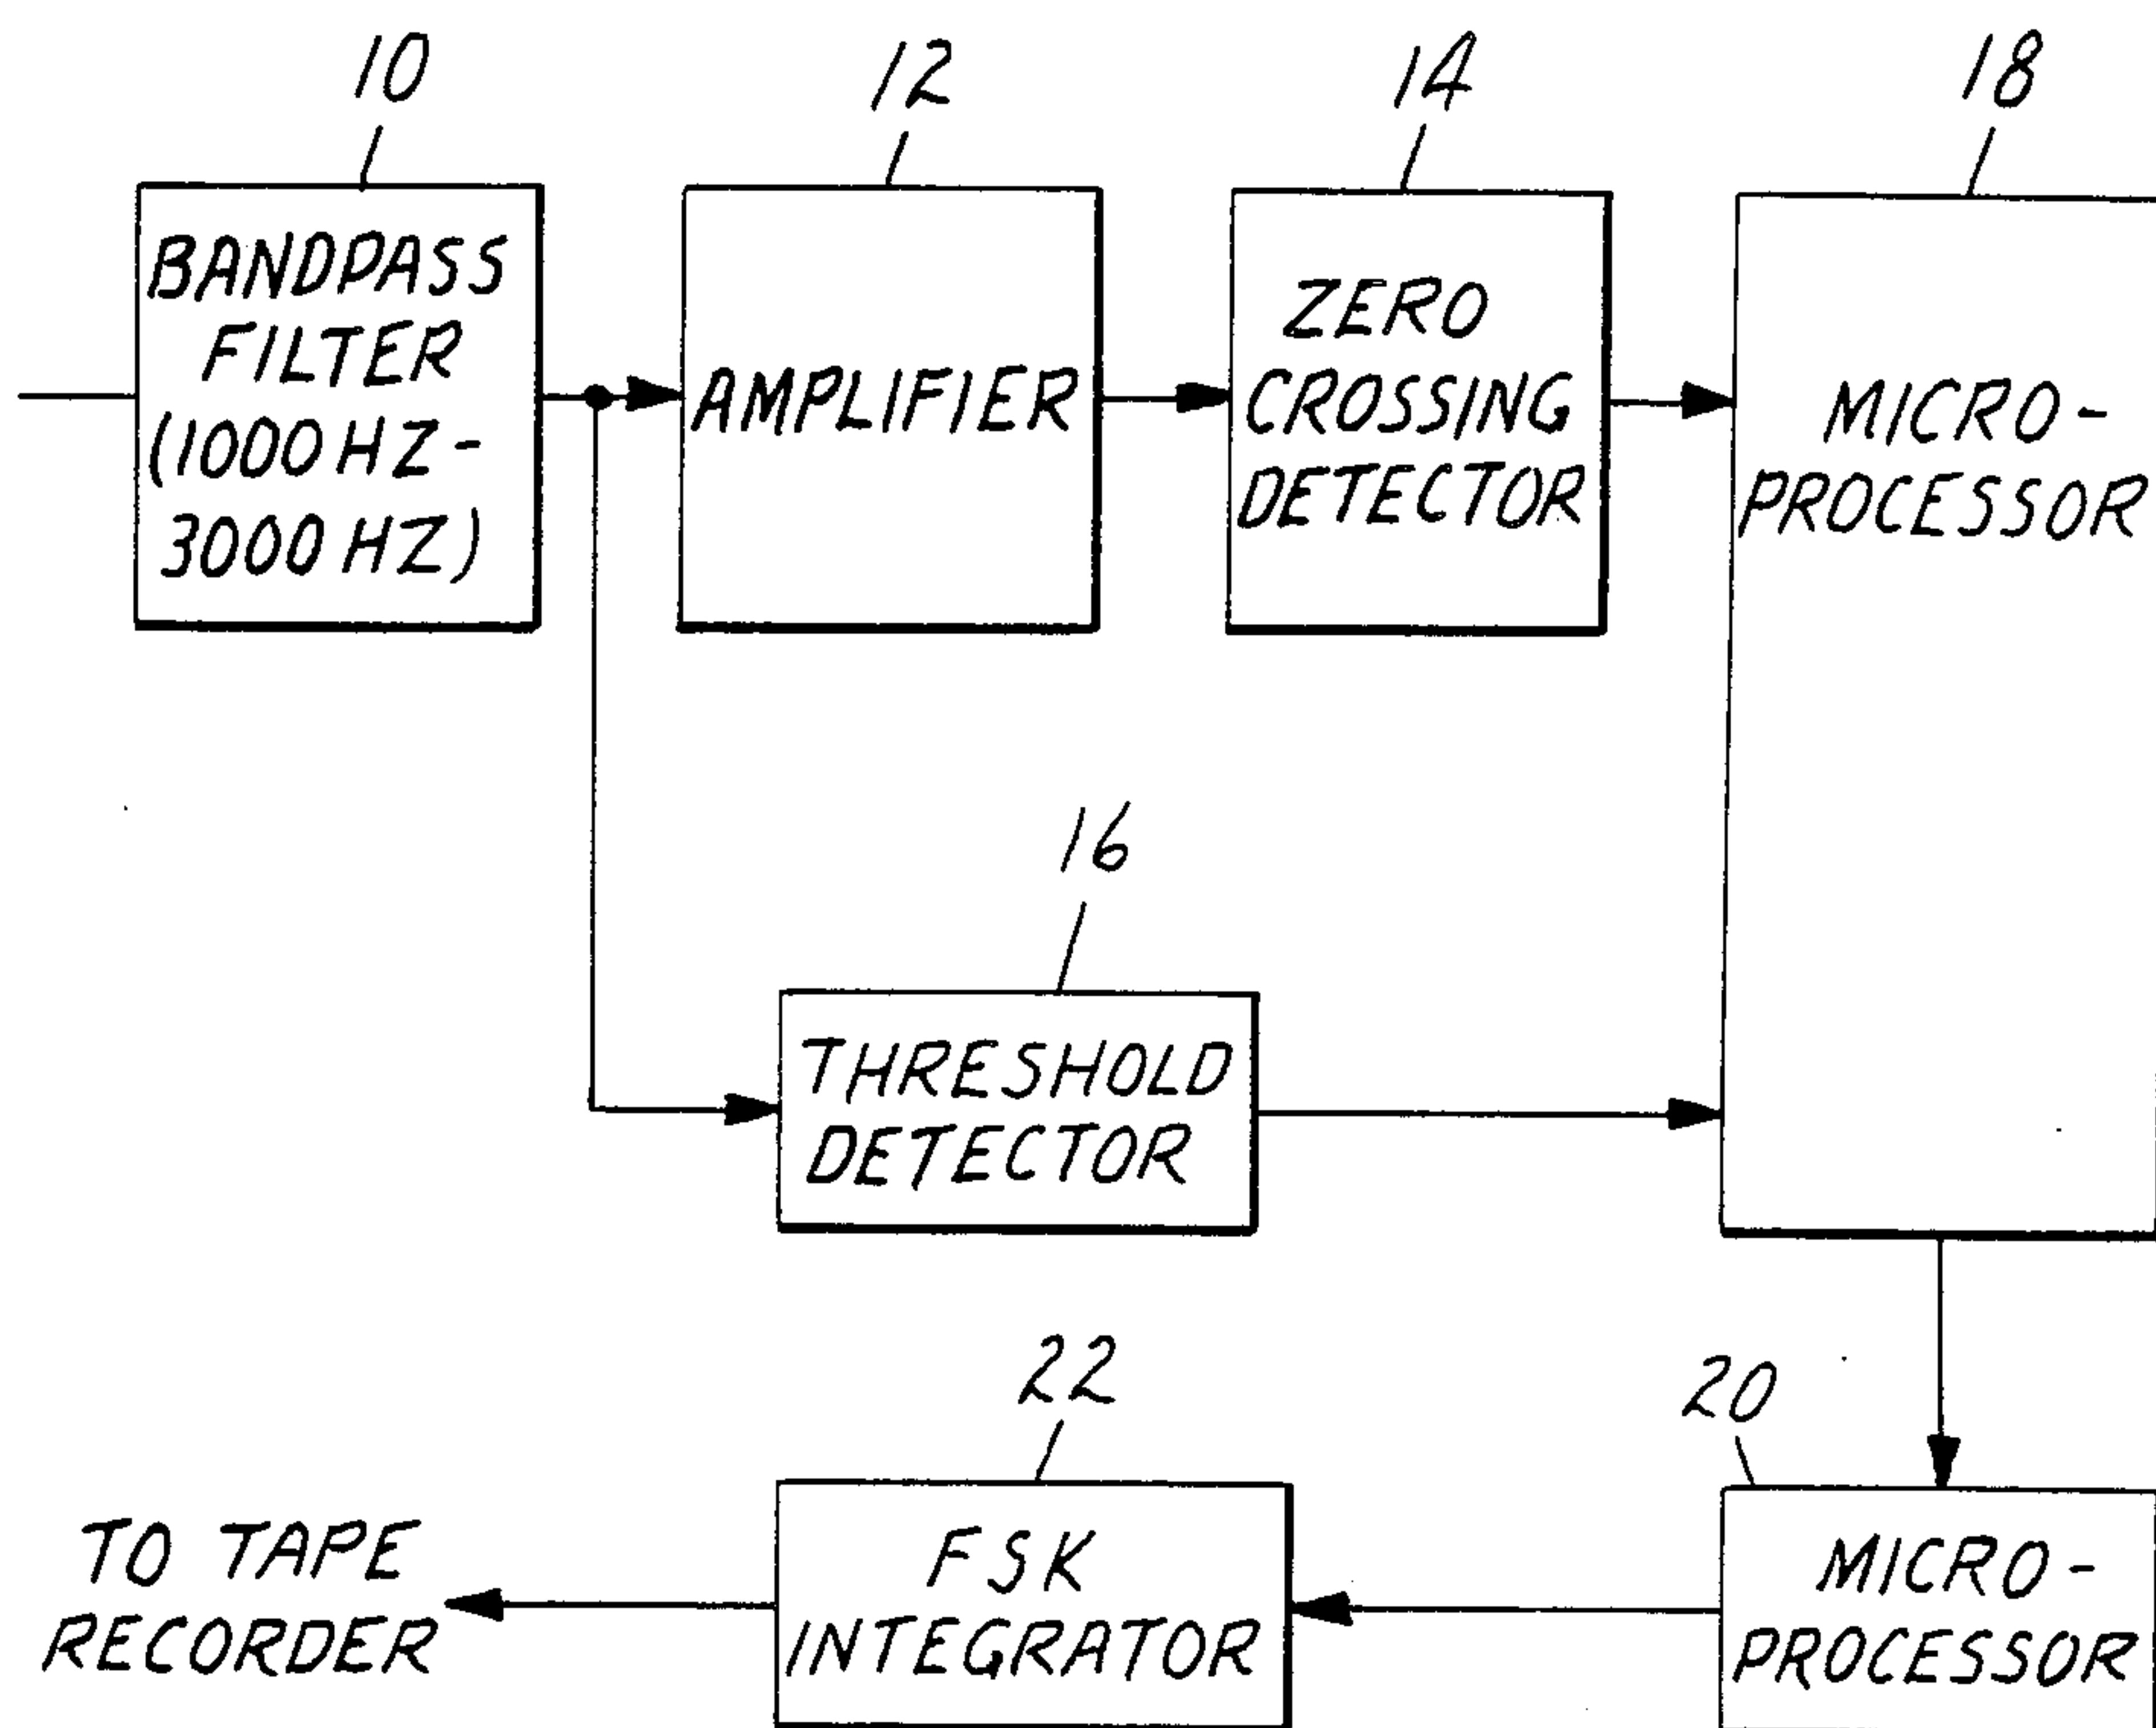 10
12
14
18
BANDPASS
FILTER
(1000 HZ-
3000 HZ)
AMPLIFIER
ZERO
CROSSING
DETECTOR
MICRO-
PROCESSOR
16
THRESHOLD
DETECTOR
22
20
TO TAPE
RECORDER
FSK
INTEGRATOR
MICRO-
PROCESSOR